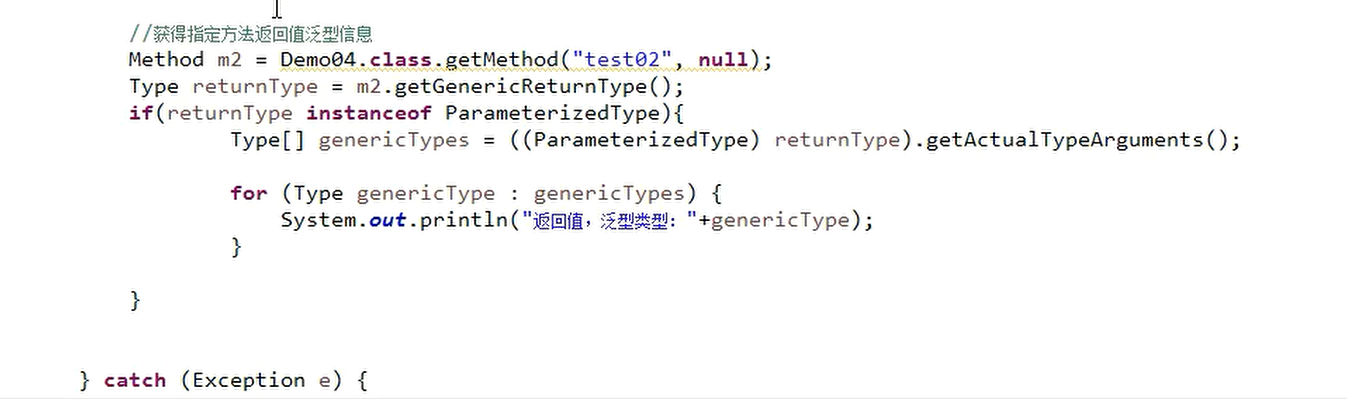 //获得指定方法返回值泛型信息
Method m2 = Demo04.class.getMethod("test02", null);
Type returnType = m2.getGenericReturnType();
if(returnType instanceof ParameterizedType){
Type[] genericTypes = ((ParameterizedType) returnType).getActualTypeArguments();
for (Type genericType : genericTypes) {
System.out.println("返回值，泛型类型："+genericType);
}
}
} catch (Exception e) {